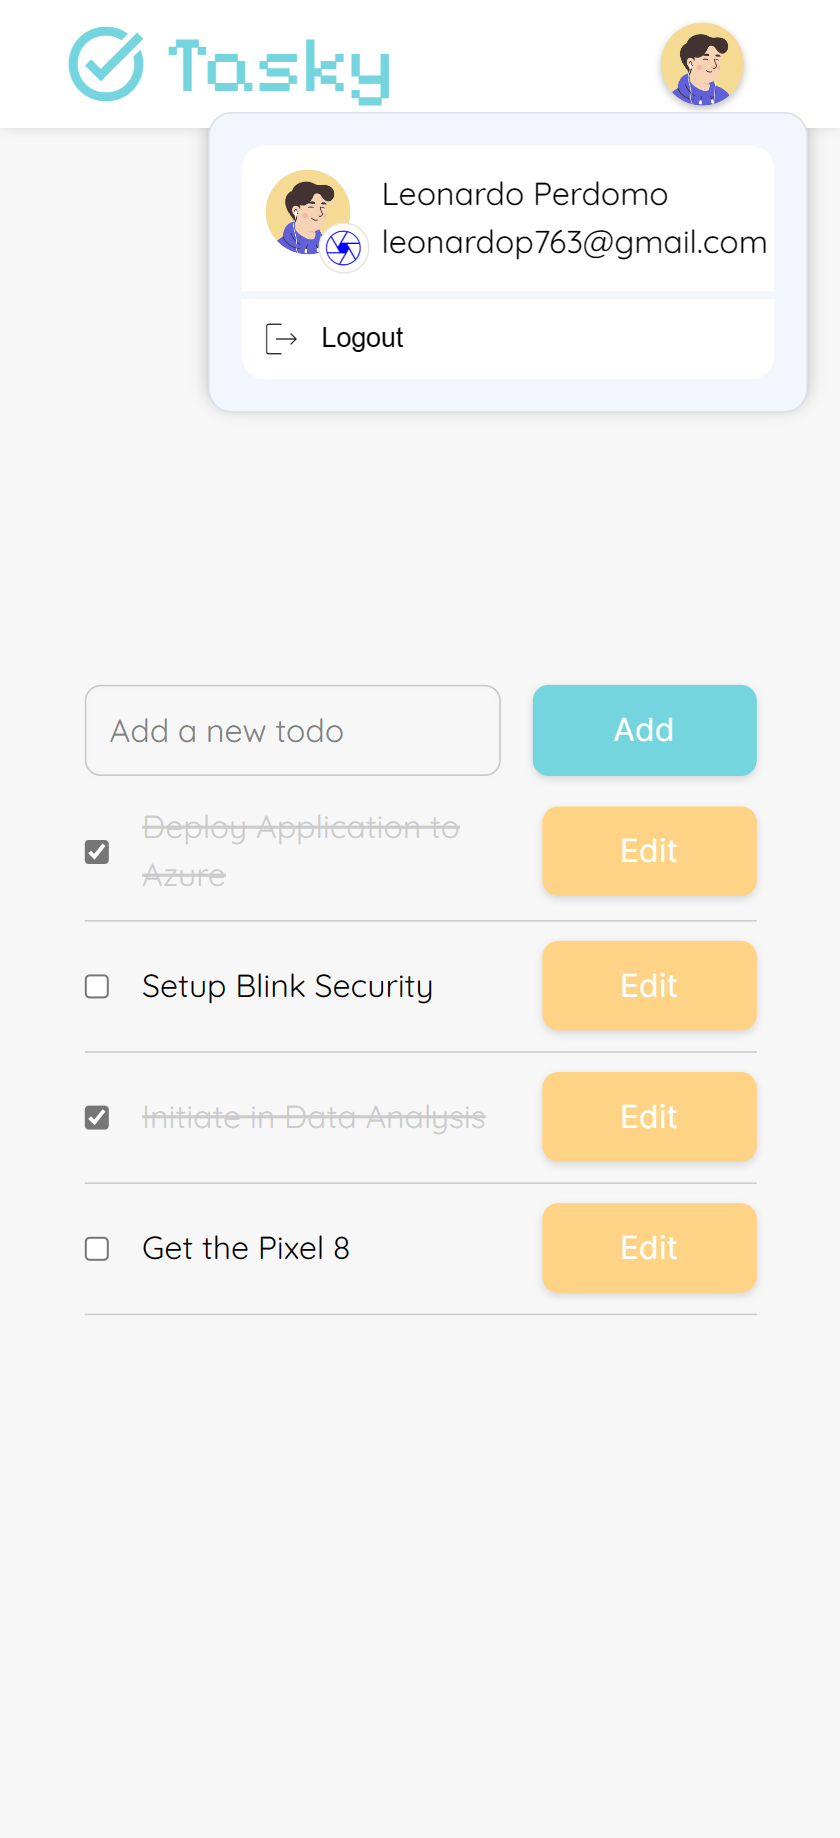 Tasky
Leonardo Perdomo
leonardop763@gmail.com
Logout
Add a new todo
Add
Deploy Application to
Azure
Edit
Setup Blink Security
Edit
Initiate in Data Analysis
Edit
Get the Pixel 8
Edit